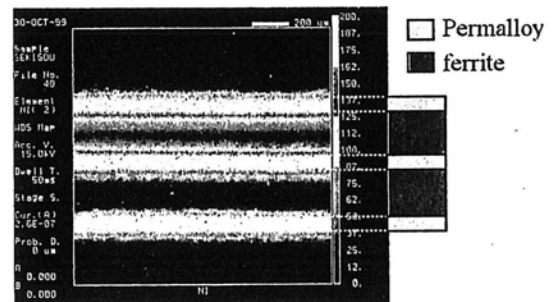 30-OCT-99
200 µm
Sample
SEKISOU
File No.
40
Element
NI( 2)
WDS Map
Acc. V.
15.0kV
Dwell T.
50ms
Stage S.
Cur.(A)
2.6E-07
Prob. D.
0 um
A
0.000
B
0.000
NI
200.
187.
175.
162.
150.
137.
125.
112.
100.
87.
75.
62.
50.
37.
25.
12.
0.
Permalloy
ferrite